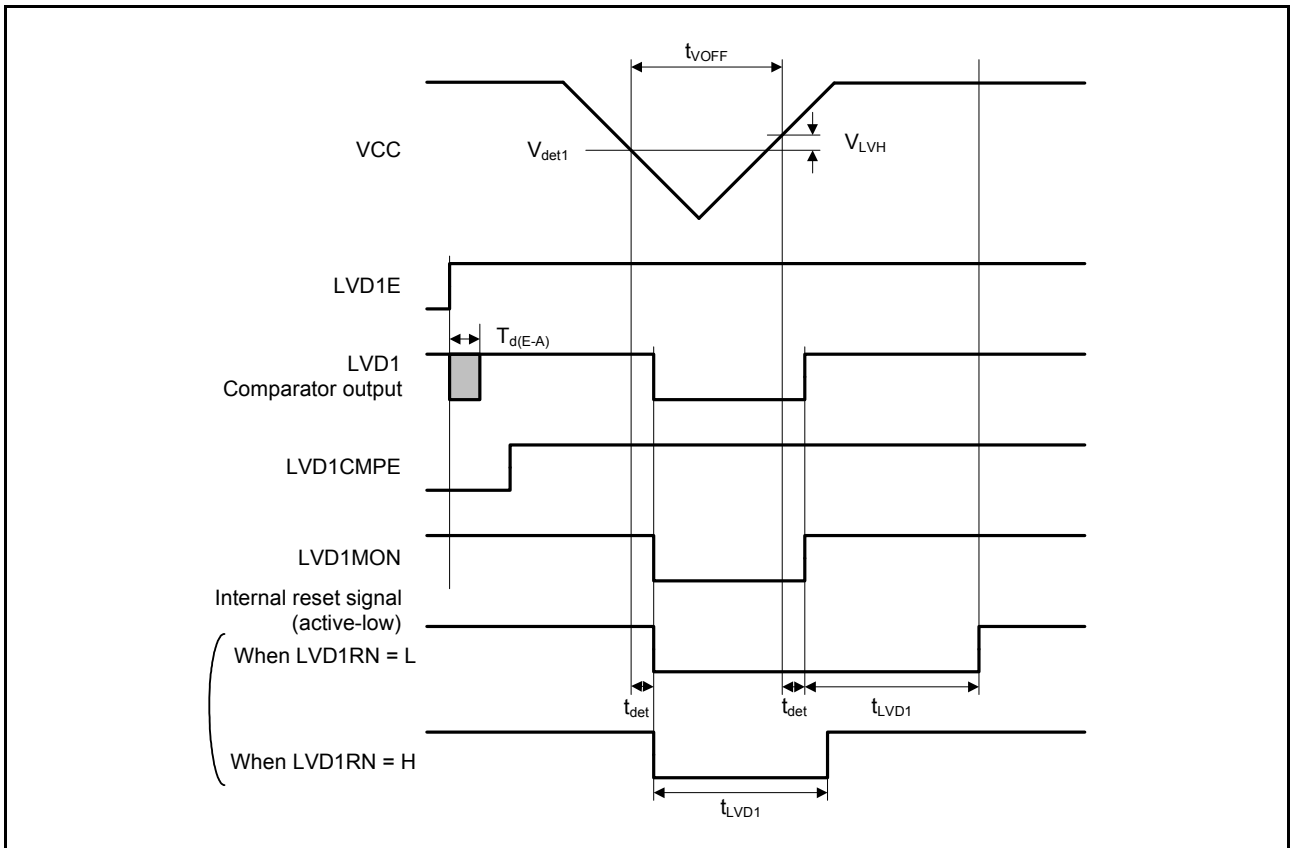 tVOFF
VCC
Vdet1
VLVH
LVD1E
Td(E-A)
LVD1
Comparator output
LVD1CMPE
LVD1MON
Internal reset signal
(active-low)
When LVD1RN = L
tdet
tdet
tLVD1
When LVD1RN = H
tLVD1